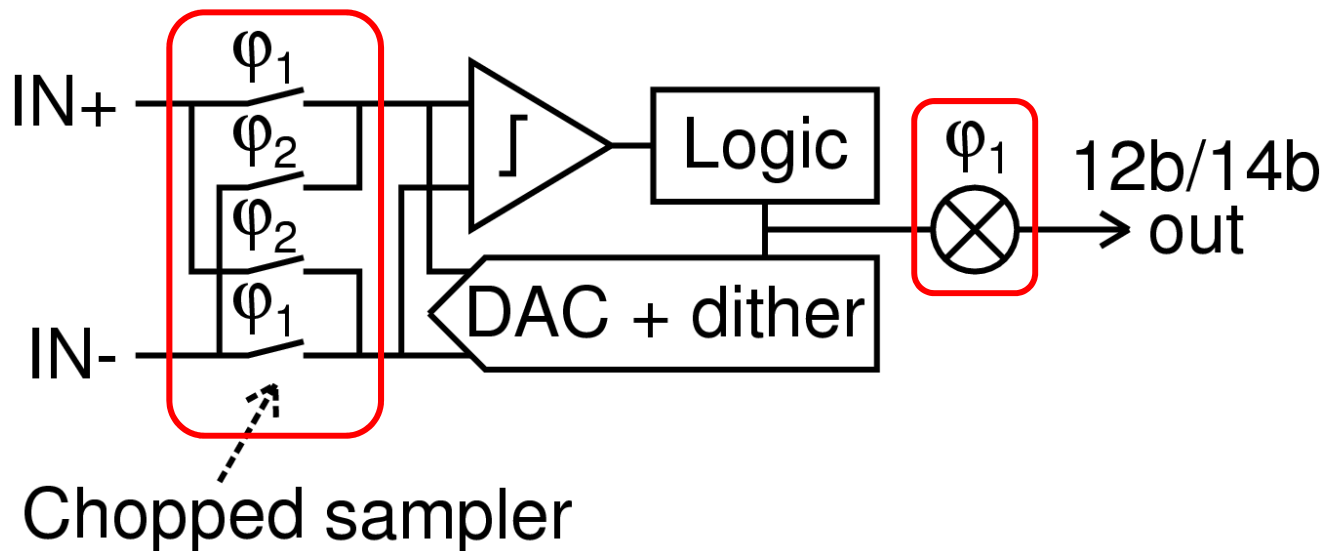 φ1
IN+
φ2
φ2
φ1
IN-
Logic
DAC + dither
φ1
12b/14b
out
Chopped sampler